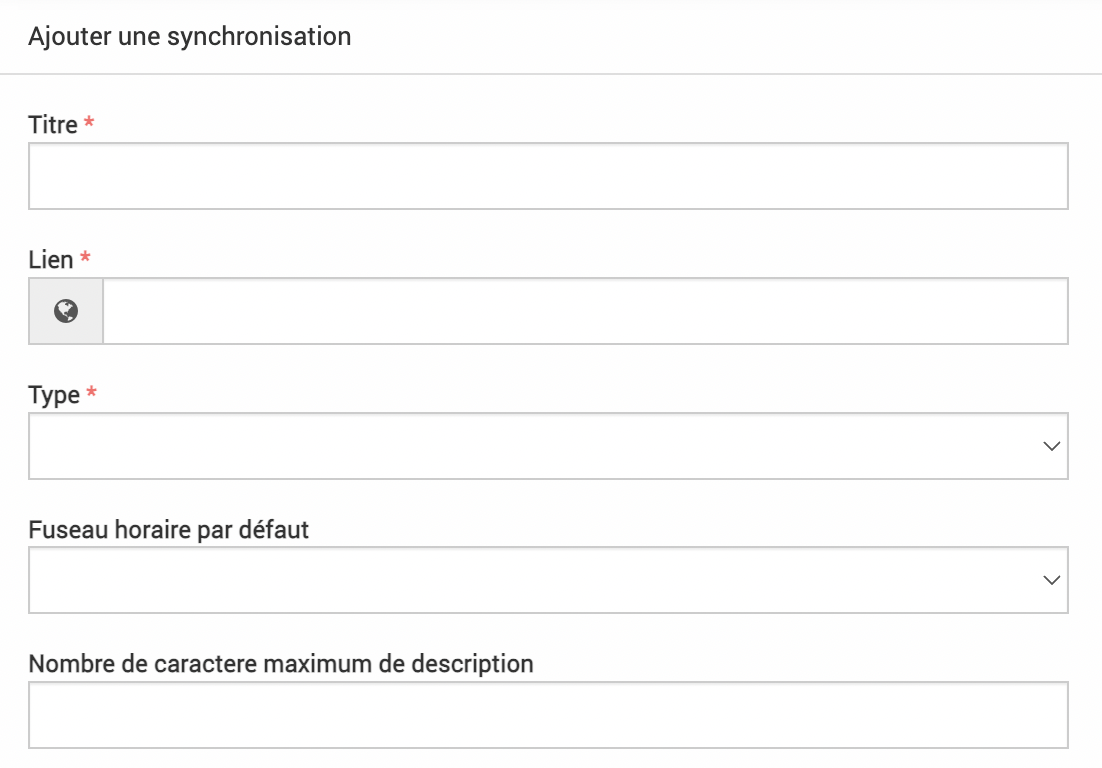 Ajouter une synchronisation
Titre *
Lien *
Type *
Fuseau horaire par défaut
Nombre de caractere maximum de description